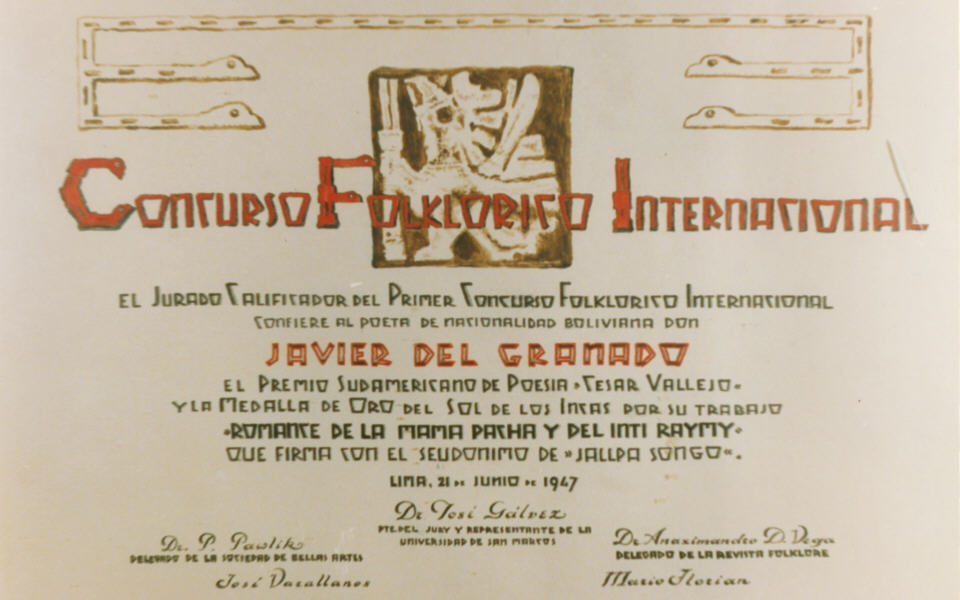 CONCURSO FOLKLORICO INTERNACIONAL
EL JURADO CALIFICADOR DEL PRIMER CONCURSO FOLKLORICO INTERNACIONAL
CONFIERE AL POETA DE NACIONALIDAD BOLIVIANA DON
JAVIER DEL GRANADO
EL PREMIO SUDAMERICANO DE POESIA »CESAR VALLEJO«
Y LA MEDALLA DE ORO DEL SOL DE LOS INCAS POR SU TRABAJO
»ROMANCE DE LA MAMA PACHA Y DEL INTI RAYMY»
QUE FIRMA CON EL SEUDONIMO DE »JALLPA SONGO«.
LIMA, 21 DE JUNIO DE 1947
Dr. José Gálvez
PTE. DEL JURY Y REPRESENTANTE DE LA
UNIVERSIDAD DE SAN MARCOS
Dr. P. Pawlik
DELEGADO DE LA SOCIEDAD DE BELLAS ARTES
Dr. Anaximandro D. Vega
DELEGADO DE LA REVISTA FOLKLORE
José Varallanos
Mario Florian